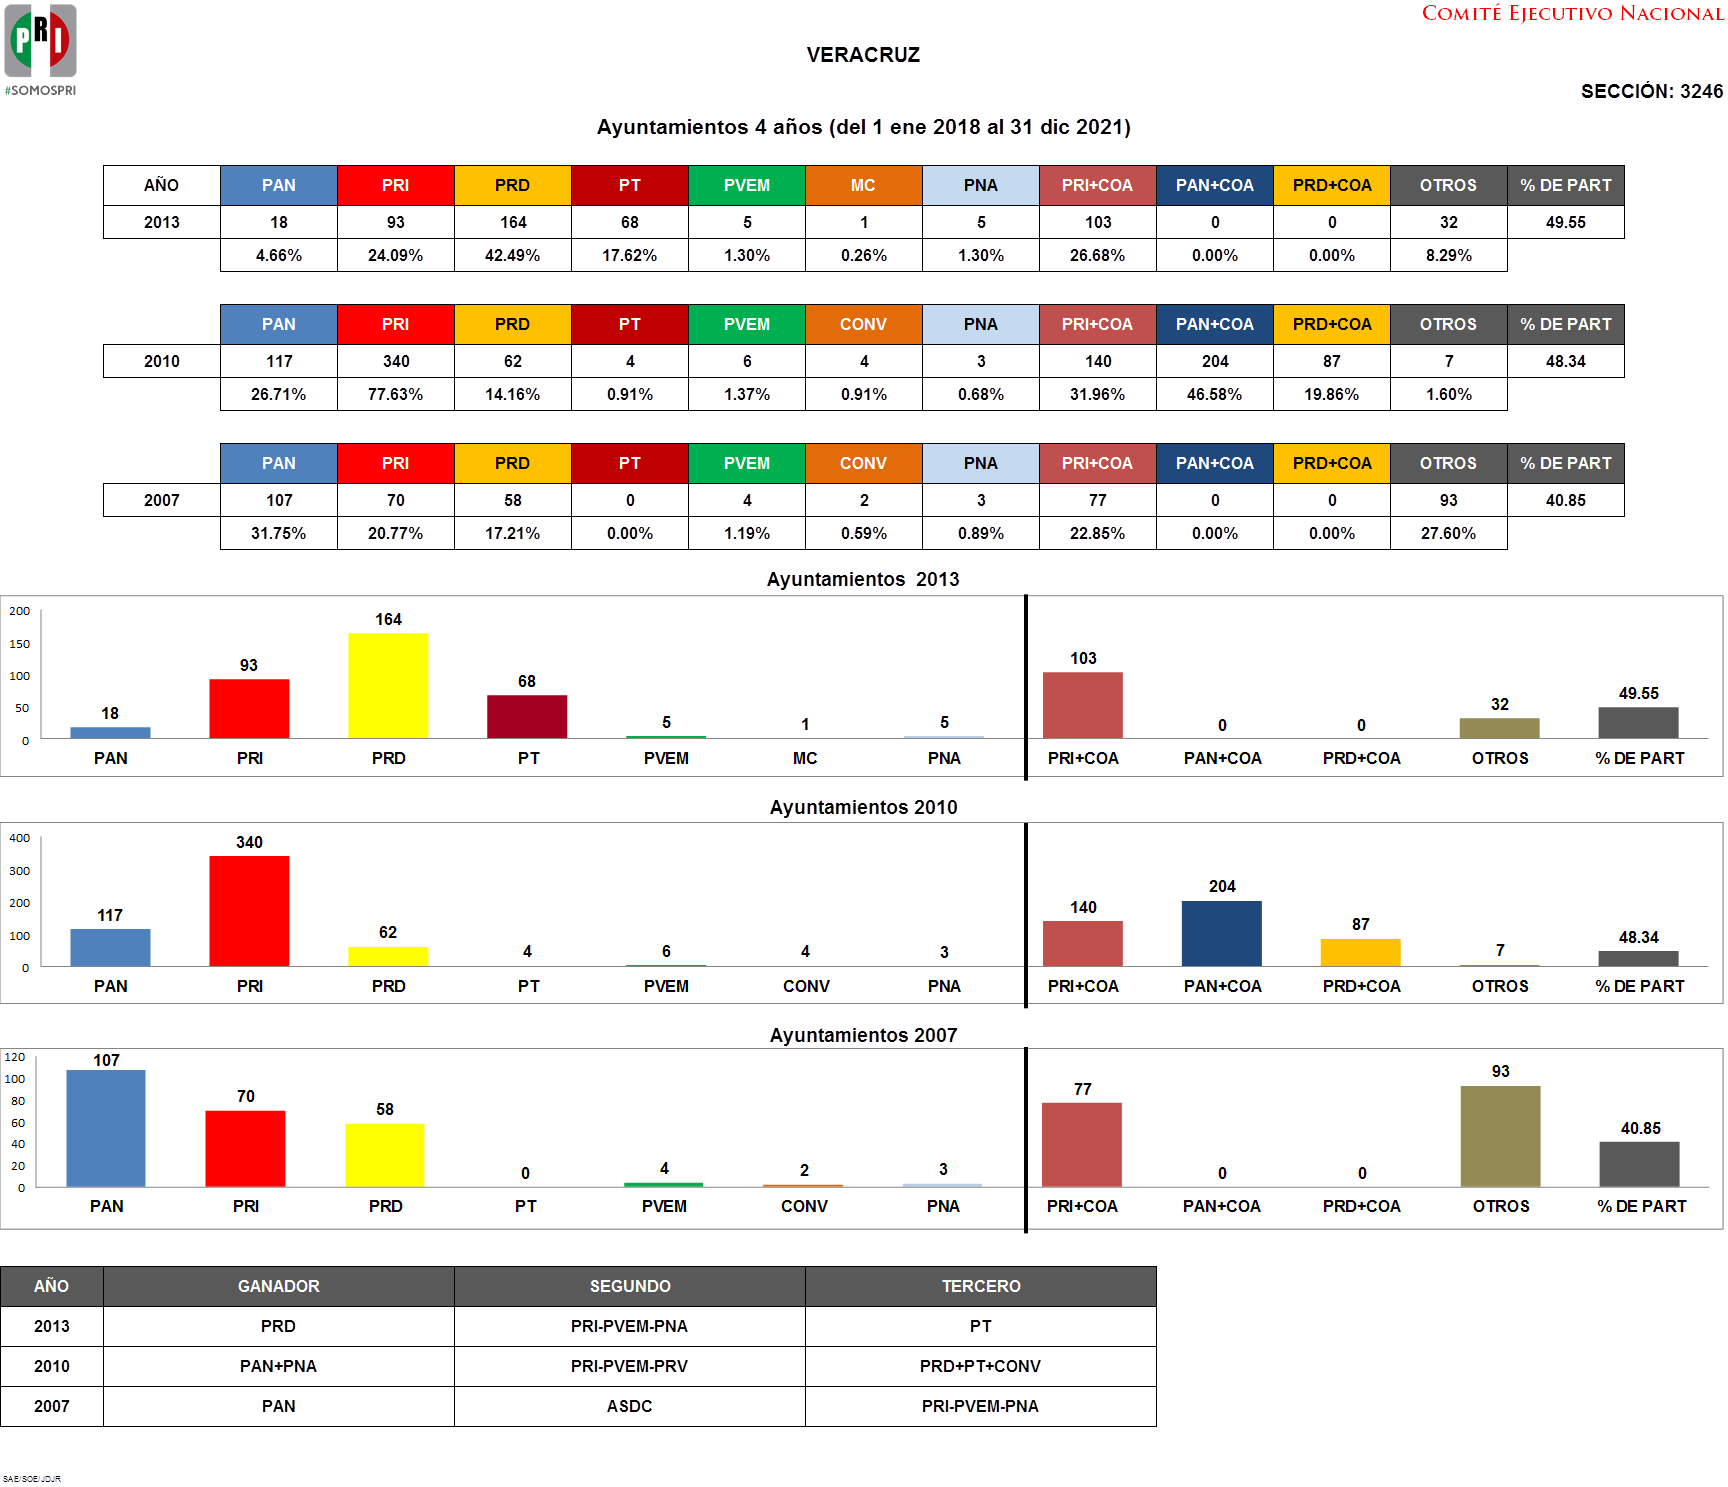 PRI
#SOMOSPRI
COMITÉ EJECUTIVO NACIONAL
VERACRUZ
SECCIÓN: 3246
Ayuntamientos 4 años (del 1 ene 2018 al 31 dic 2021)
AÑO PAN PRI PRD PT PVEM MC PNA PRI+COA PAN+COA PRD+COA OTROS % DE PART
2013 18 93 164 68 5 1 5 103 0 0 32 49.55
4.66% 24.09% 42.49% 17.62% 1.30% 0.26% 1.30% 26.68% 0.00% 0.00% 8.29%
PAN PRI PRD PT PVEM CONV PNA PRI+COA PAN+COA PRD+COA OTROS % DE PART
2010 117 340 62 4 6 4 3 140 204 87 7 48.34
26.71% 77.63% 14.16% 0.91% 1.37% 0.91% 0.68% 31.96% 46.58% 19.86% 1.60%
PAN PRI PRD PT PVEM CONV PNA PRI+COA PAN+COA PRD+COA OTROS % DE PART
2007 107 70 58 0 4 2 3 77 0 0 93 40.85
31.75% 20.77% 17.21% 0.00% 1.19% 0.59% 0.89% 22.85% 0.00% 0.00% 27.60%
Ayuntamientos 2013
200
150
100
50
0
18 93 164 68 5 1 5 103 0 0 32 49.55
PAN PRI PRD PT PVEM MC PNA PRI+COA PAN+COA PRD+COA OTROS % DE PART
Ayuntamientos 2010
400
300
200
100
0
117 340 62 4 6 4 3 140 204 87 7 48.34
PAN PRI PRD PT PVEM CONV PNA PRI+COA PAN+COA PRD+COA OTROS % DE PART
Ayuntamientos 2007
120
100
80
60
40
20
0
107 70 58 0 4 2 3 77 0 0 93 40.85
PAN PRI PRD PT PVEM CONV PNA PRI+COA PAN+COA PRD+COA OTROS % DE PART
AÑO GANADOR SEGUNDO TERCERO
2013 PRD PRI-PVEM-PNA PT
2010 PAN+PNA PRI-PVEM-PRV PRD+PT+CONV
2007 PAN ASDC PRI-PVEM-PNA
SAE/SOE/JDJR